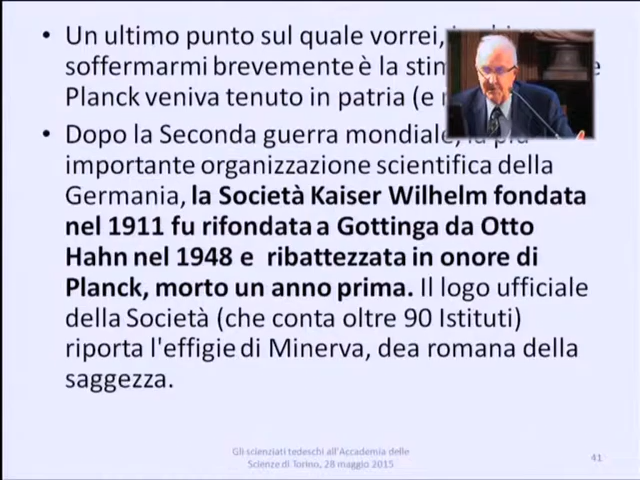 • Un ultimo punto sul quale vorrei,
soffermarmi brevemente è la stim
Planck veniva tenuto in patria (e
• Dopo la Seconda guerra mondiale, la più
importante organizzazione scientifica della
Germania, la Società Kaiser Wilhelm fondata
nel 1911 fu rifondata a Gottinga da Otto
Hahn nel 1948 e ribattezzata in onore di
Planck, morto un anno prima. Il logo ufficiale
della Società (che conta oltre 90 Istituti)
riporta l'effigie di Minerva, dea romana della
saggezza.
Gli scienziati tedeschi all'Accademia delle
Scienze di Torino, 28 maggio 2015
41